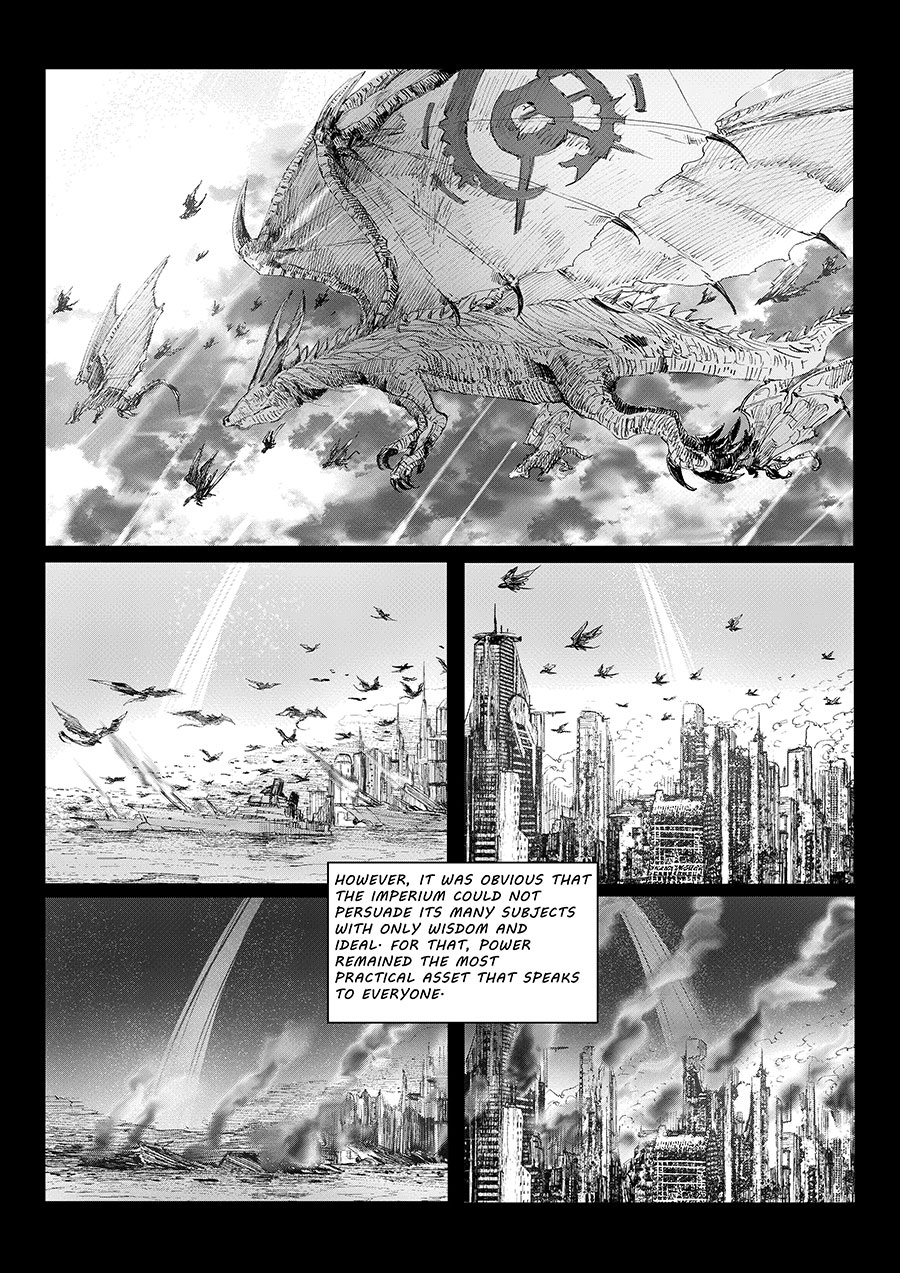 HOWEVER, IT WAS OBVIOUS THAT
THE IMPERIUM COULD NOT
PERSUADE ITS MANY SUBJECTS
WITH ONLY WISDOM AND
IDEAL. FOR THAT, POWER
REMAINED THE MOST
PRACTICAL ASSET THAT SPEAKS
TO EVERYONE.